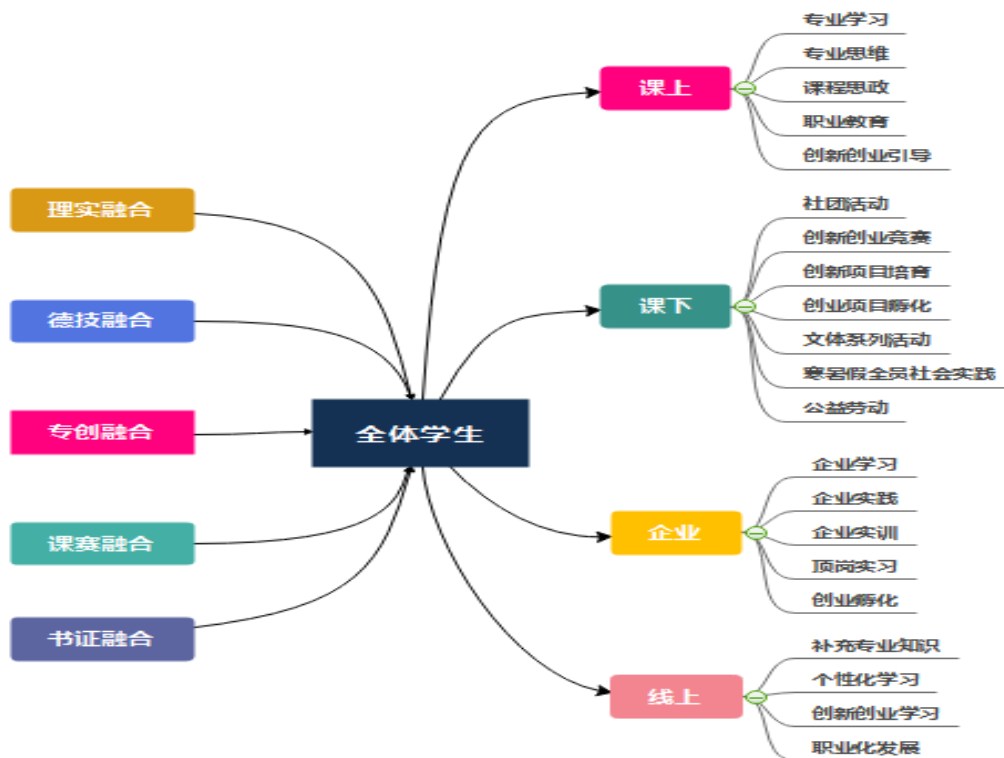 理实融合
德技融合
专创融合
课赛融合
书证融合
全体学生
课上
专业学习
专业思维
课程思政
职业教育
创新创业引导
课下
社团活动
创新创业竞赛
创新项目培育
创业项目孵化
文体系列活动
寒暑假全员社会实践
公益劳动
企业
企业学习
企业实践
企业实训
顶岗实习
创业孵化
线上
补充专业知识
个性化学习
创新创业学习
职业化发展